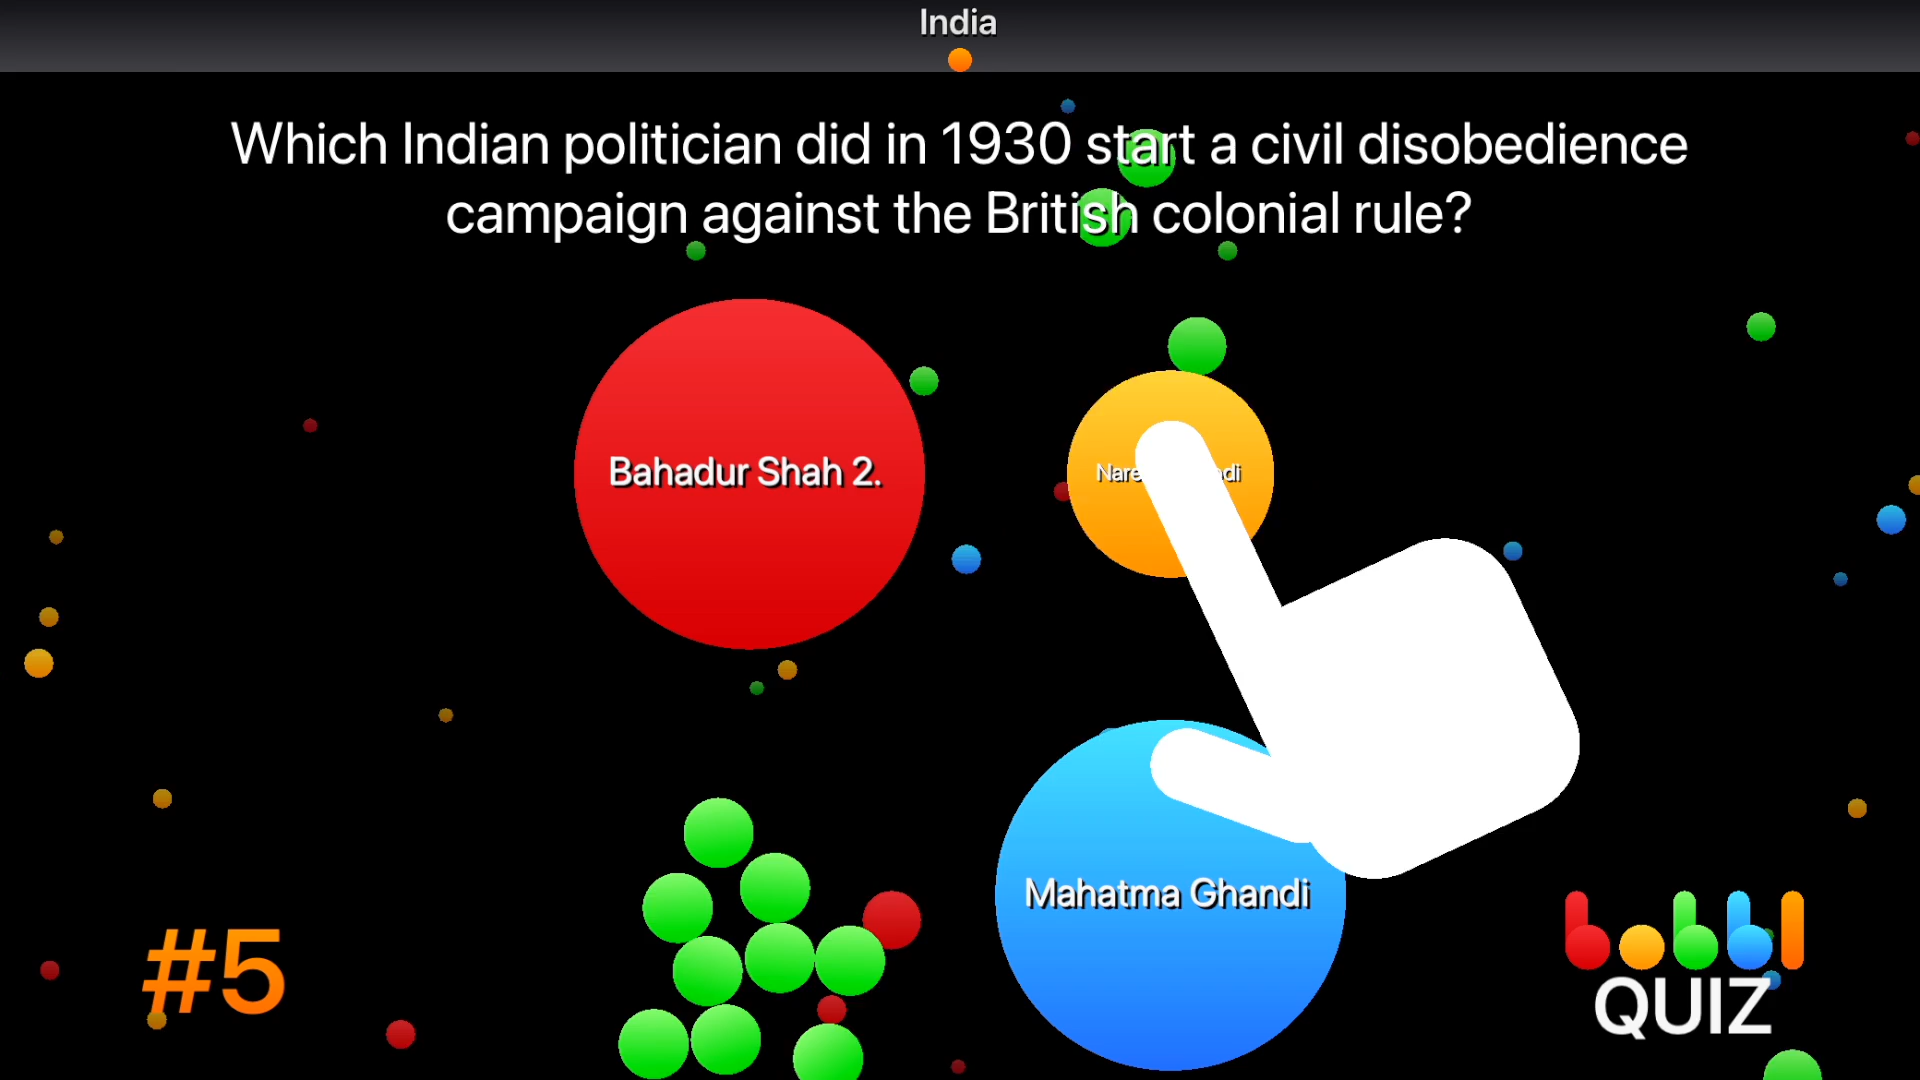 India
Which Indian politician did in 1930 start a civil disobedience
campaign against the British colonial rule?
Bahadur Shah 2.
Mahatma Ghandi
#5
bobbl
QUIZ